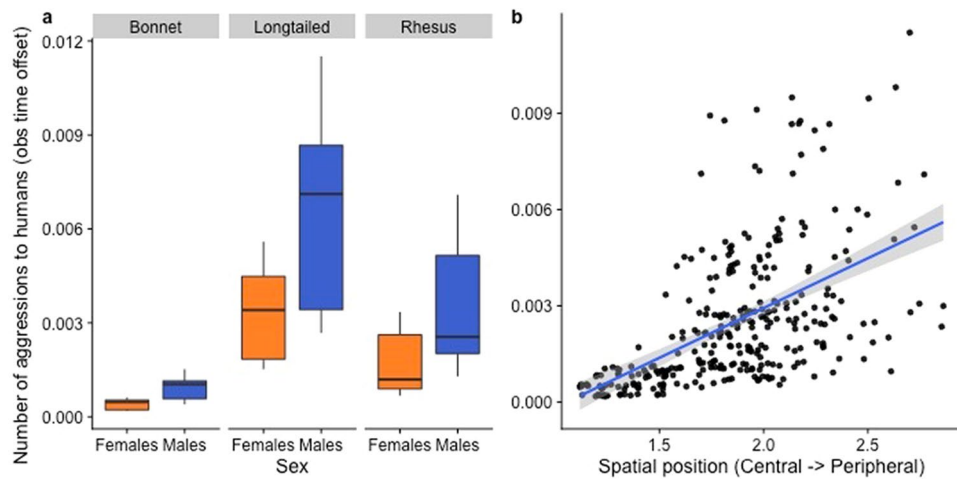 a
Bonnet Longtailed Rhesus
Number of aggressions to humans (obs time offset)
0.012
0.009
0.006
0.003
0.000
Females Males Females Males Females Males
Sex
b
0.009
0.006
0.003
0.000
1.5 2.0 2.5
Spatial position (Central -> Peripheral)